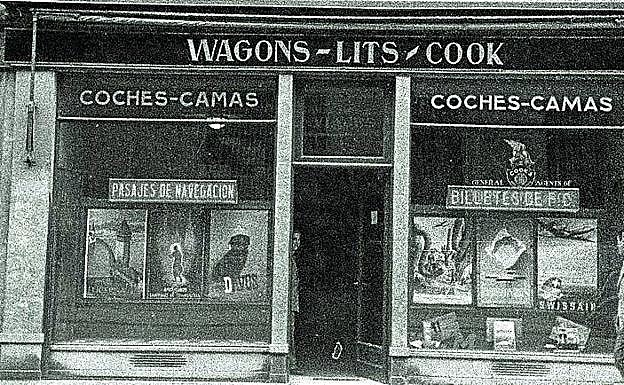 WAGONS-LITS-COOK
COCHES-CAMAS
COCHES-CAMAS
PASAJES DE NAVEGACION
GENERAL AGENTS OF
BILLETES DE F.C.
DAVOS
SWISSAIR